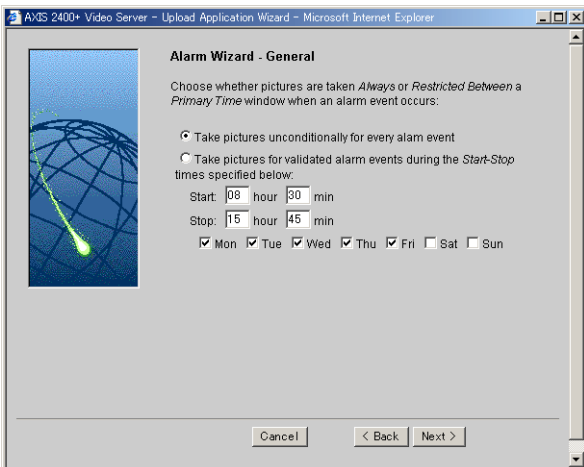 AXIS 2400+ Video Server - Upload Application Wizard - Microsoft Internet Explorer
Alarm Wizard - General
Choose whether pictures are taken Always or Restricted Between a
Primary Time window when an alarm event occurs:
Take pictures unconditionally for every alam event
Take pictures for validated alarm events during the Start-Stop
times specified below:
Start: 08 hour 30 min
Stop: 15 hour 45 min
Mon Tue Wed Thu Fri Sat Sun
Cancel < Back Next >